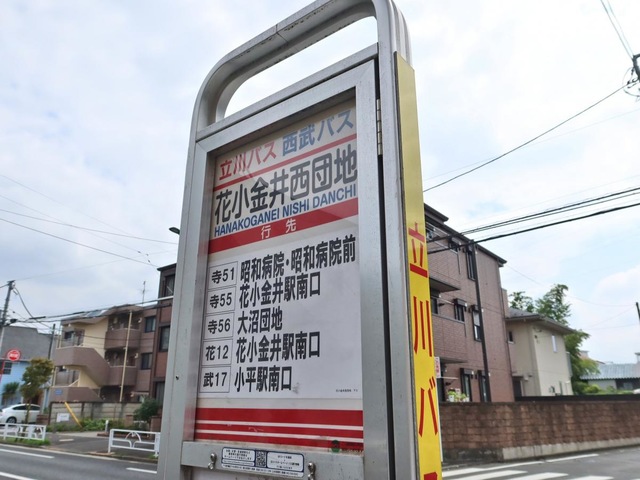 立川バス 西武バス
花小金井西団地
HANAKOGANEI NISHI DANCHI
行先
寺51 昭和病院・昭和病院前
寺55 花小金井駅南口
寺56 大沼団地
花12 花小金井駅南口
武17 小平駅南口
立川バス